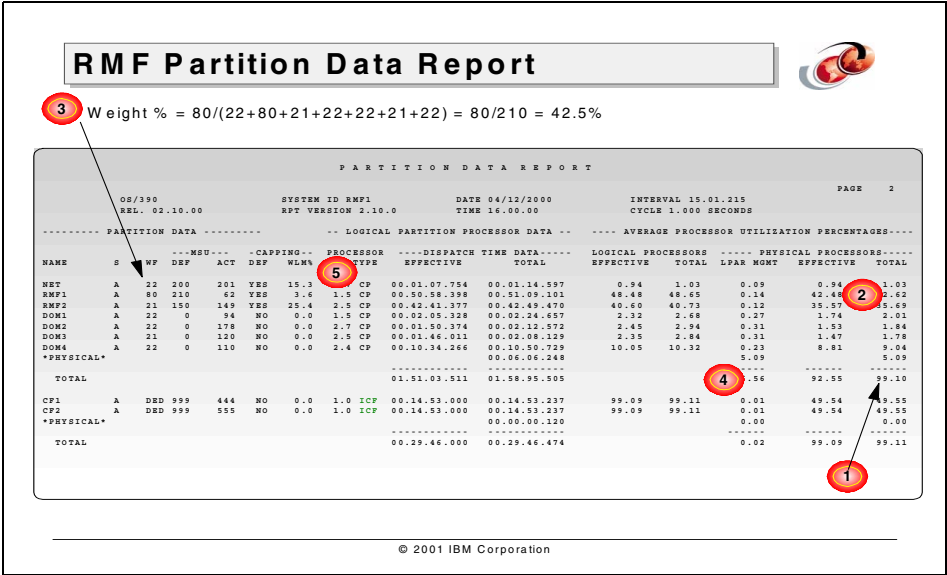 RMF Partition Data Report
3 Weight % = 80/(22+80+21+22+22+21+22) = 80/210 = 42.5%
PARTITION DATA REPORT
PAGE 2
OS/390 SYSTEM ID RMF1 DATE 04/12/2000 INTERVAL 15.01.215
REL. 02.10.00 RPT VERSION 2.10.0 TIME 16.00.00 CYCLE 1.000 SECONDS
--------- PARTITION DATA --------- -- LOGICAL PARTITION PROCESSOR DATA -- ---- AVERAGE PROCESSOR UTILIZATION PERCENTAGES----
---MSU--- -CAPPING-- PROCESSOR ----DISPATCH TIME DATA----- LOGICAL PROCESSORS ----- PHYSICAL PROCESSORS-----
NAME S WF DEF ACT DEF WLM% 5 TYPE EFFECTIVE TOTAL EFFECTIVE TOTAL LPAR MGMT EFFECTIVE TOTAL
NET A 22 200 201 YES 15.3 CP 00.01.07.754 00.01.14.597 0.94 1.03 0.09 0.94 1.03
RMF1 A 80 210 62 YES 3.6 1.5 CP 00.50.58.398 00.51.09.101 48.48 48.65 0.14 42.48 2 2.62
RMF2 A 21 150 149 YES 25.4 2.5 CP 00.42.41.377 00.42.49.470 40.60 40.73 0.12 35.57 35.69
DOM1 A 22 0 94 NO 0.0 1.5 CP 00.02.05.328 00.02.24.657 2.32 2.68 0.27 1.74 2.01
DOM2 A 22 0 178 NO 0.0 2.7 CP 00.01.50.374 00.02.12.572 2.45 2.94 0.31 1.53 1.84
DOM3 A 21 0 120 NO 0.0 2.5 CP 00.01.46.011 00.02.08.129 2.35 2.84 0.31 1.47 1.78
DOM4 A 22 0 110 NO 0.0 2.4 CP 00.10.34.266 00.10.50.729 10.05 10.32 0.23 8.81 9.04
*PHYSICAL* 00.06.06.248 5.09 5.09
------------ ------------ ------ ------ ------
TOTAL 01.51.03.511 01.58.95.505 4 .56 92.55 99.10
CF1 A DED 999 444 NO 0.0 1.0 ICF 00.14.53.000 00.14.53.237 99.09 99.11 0.01 49.54 49.55
CF2 A DED 999 555 NO 0.0 1.0 ICF 00.14.53.000 00.14.53.237 99.09 99.11 0.01 49.54 49.55
*PHYSICAL* 00.00.00.120 0.00 0.00
------------ ------------ ------ ------ ------
TOTAL 00.29.46.000 00.29.46.474 0.02 99.09 99.11
1
© 2001 IBM Corporation